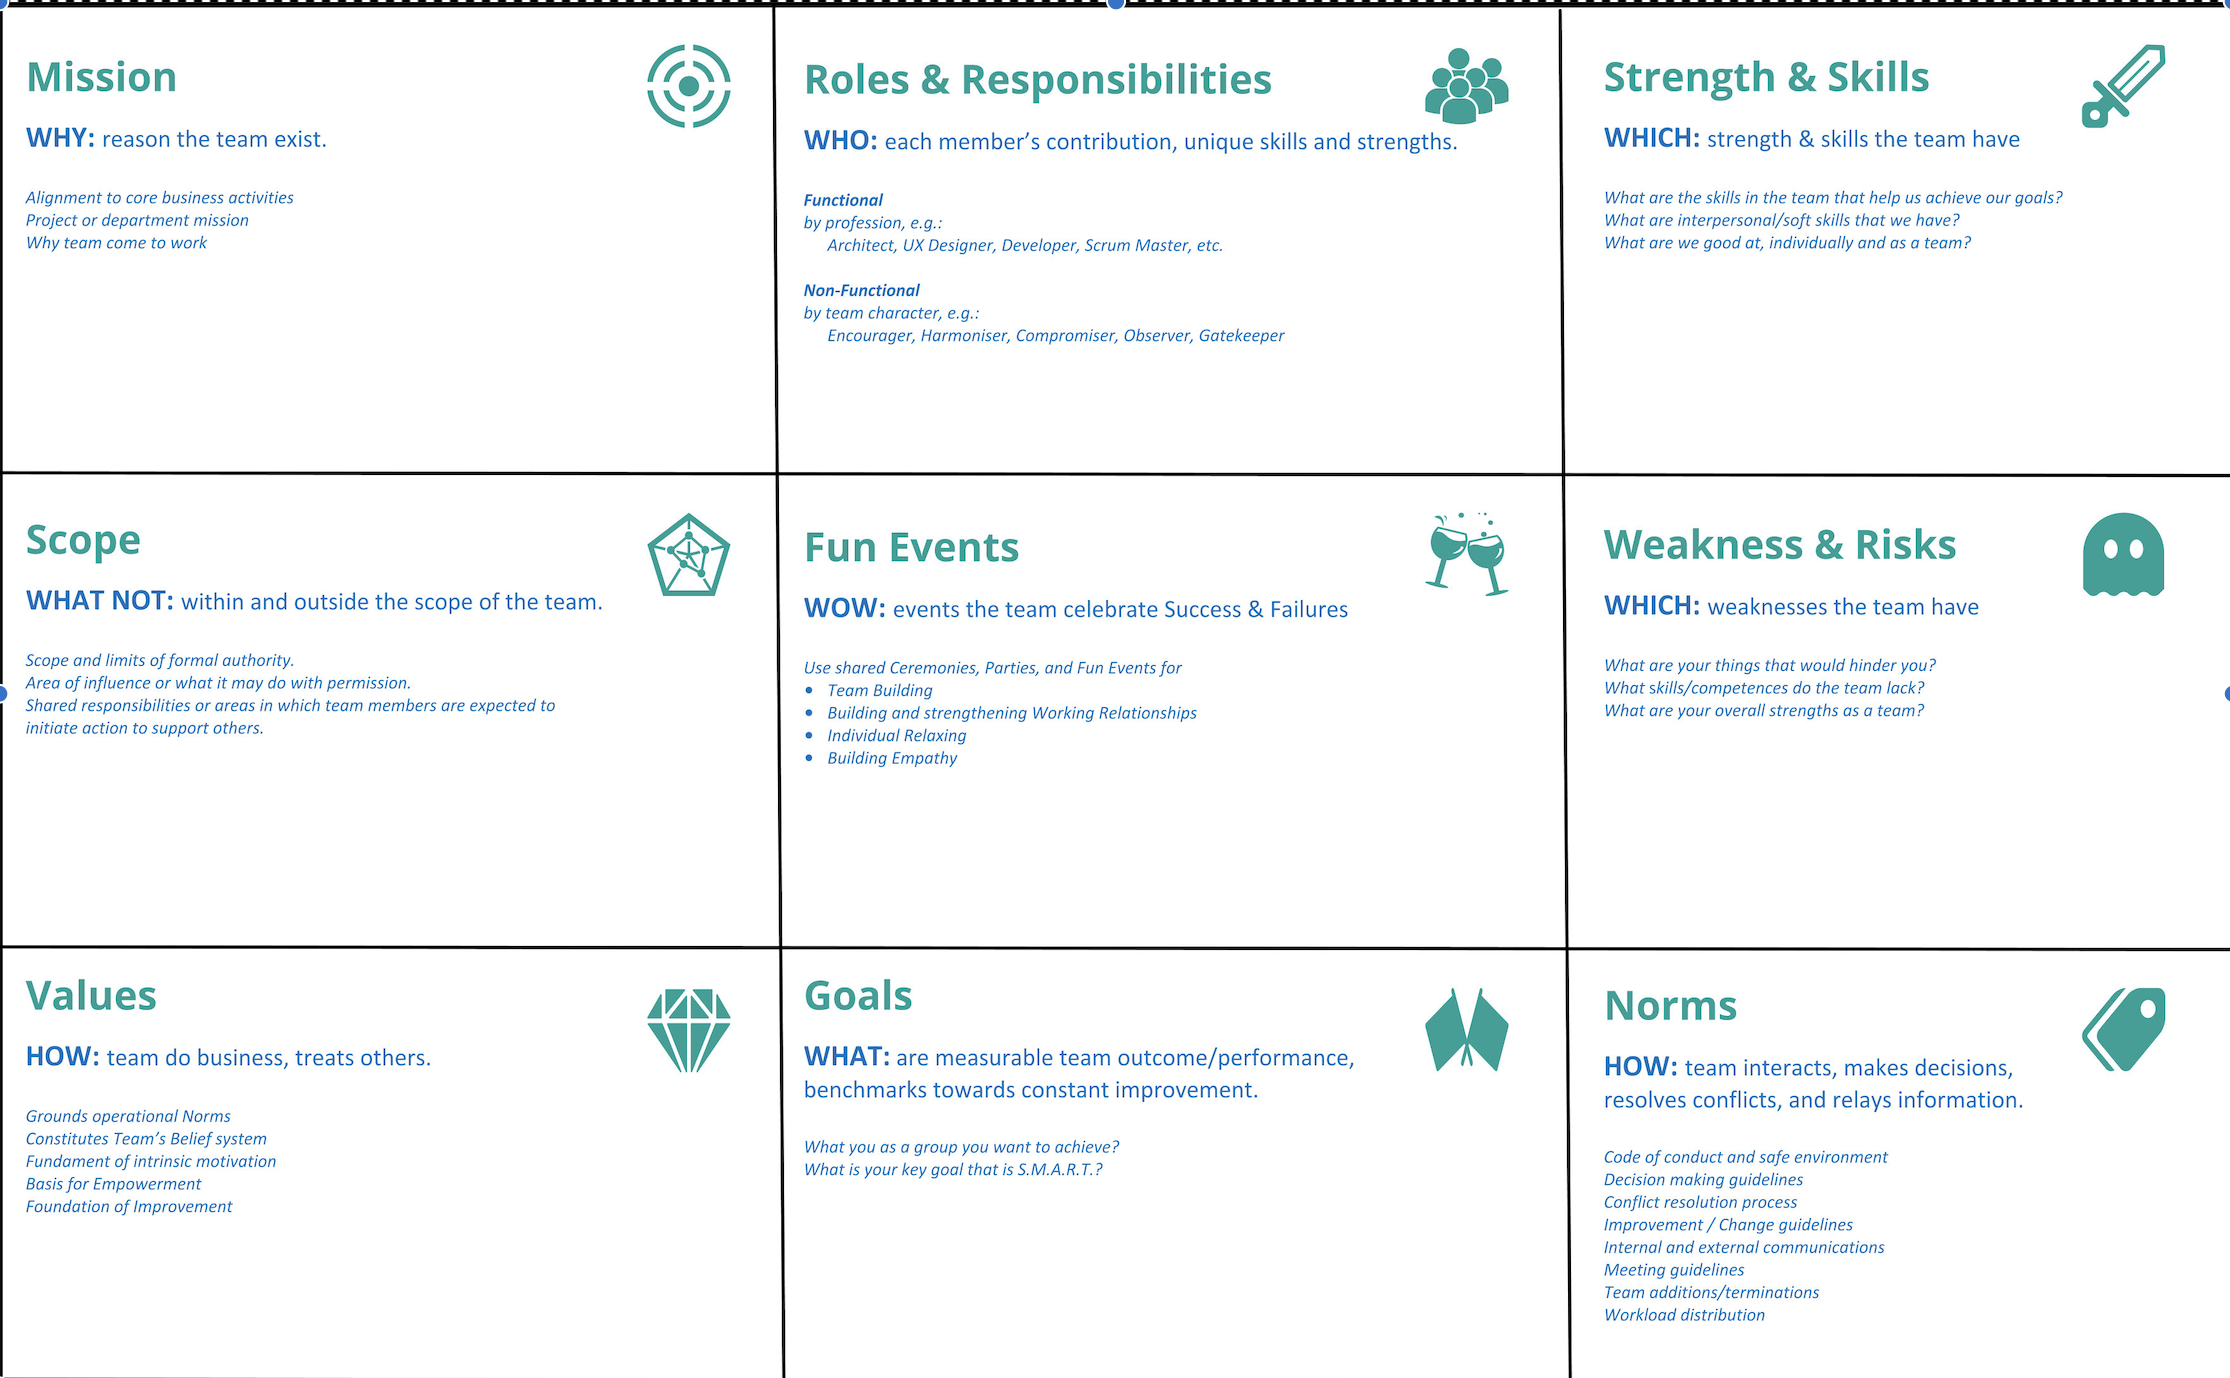 Mission
WHY: reason the team exist.
Alignment to core business activities
Project or department mission
Why team come to work
Roles & Responsibilities
WHO: each member’s contribution, unique skills and strengths.
Functional
by profession, e.g.:
Architect, UX Designer, Developer, Scrum Master, etc.
Non-Functional
by team character, e.g.:
Encourager, Harmoniser, Compromiser, Observer, Gatekeeper
Strength & Skills
WHICH: strength & skills the team have
What are the skills in the team that help us achieve our goals?
What are interpersonal/soft skills that we have?
What are we good at, individually and as a team?
Scope
WHAT NOT: within and outside the scope of the team.
Scope and limits of formal authority.
Area of influence or what it may do with permission.
Shared responsibilities or areas in which team members are expected to
initiate action to support others.
Fun Events
WOW: events the team celebrate Success & Failures
Use shared Ceremonies, Parties, and Fun Events for
• Team Building
• Building and strengthening Working Relationships
• Individual Relaxing
• Building Empathy
Weakness & Risks
WHICH: weaknesses the team have
What are your things that would hinder you?
What skills/competences do the team lack?
What are your overall strengths as a team?
Values
HOW: team do business, treats others.
Grounds operational Norms
Constitutes Team’s Belief system
Fundament of intrinsic motivation
Basis for Empowerment
Foundation of Improvement
Goals
WHAT: are measurable team outcome/performance,
benchmarks towards constant improvement.
What you as a group you want to achieve?
What is your key goal that is S.M.A.R.T.?
Norms
HOW: team interacts, makes decisions,
resolves conflicts, and relays information.
Code of conduct and safe environment
Decision making guidelines
Conflict resolution process
Improvement / Change guidelines
Internal and external communications
Meeting guidelines
Team additions/terminations
Workload distribution